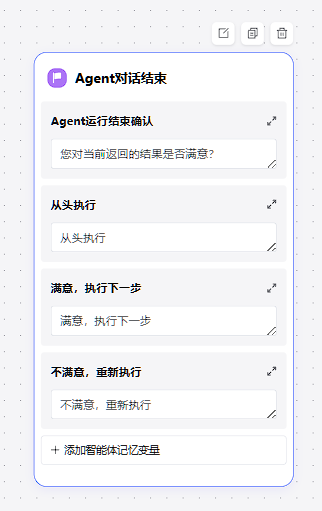 Agent对话结束
Agent运行结束确认
您对当前返回的结果是否满意？
从头执行
从头执行
满意，执行下一步
满意，执行下一步
不满意，重新执行
不满意，重新执行
+ 添加智能体记忆变量